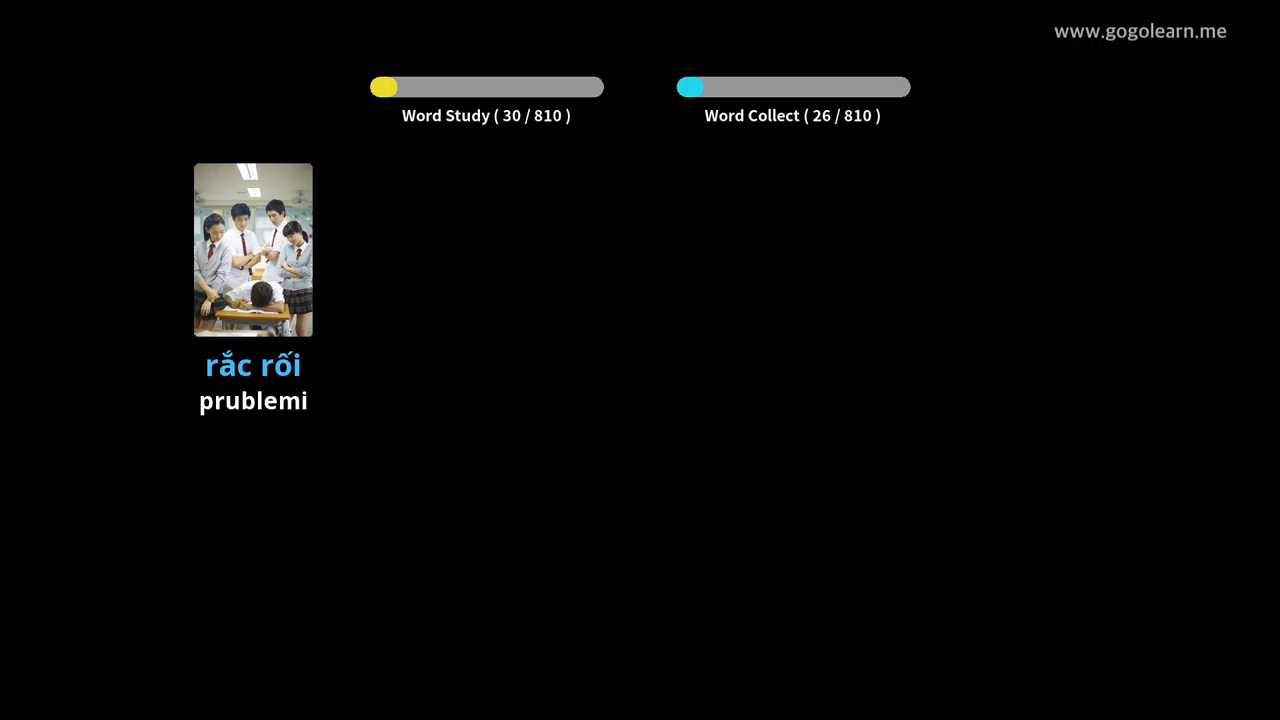 www.gogolearn.me
Word Study ( 30 / 810 )
Word Collect ( 26 / 810 )
rắc rối
prublemi